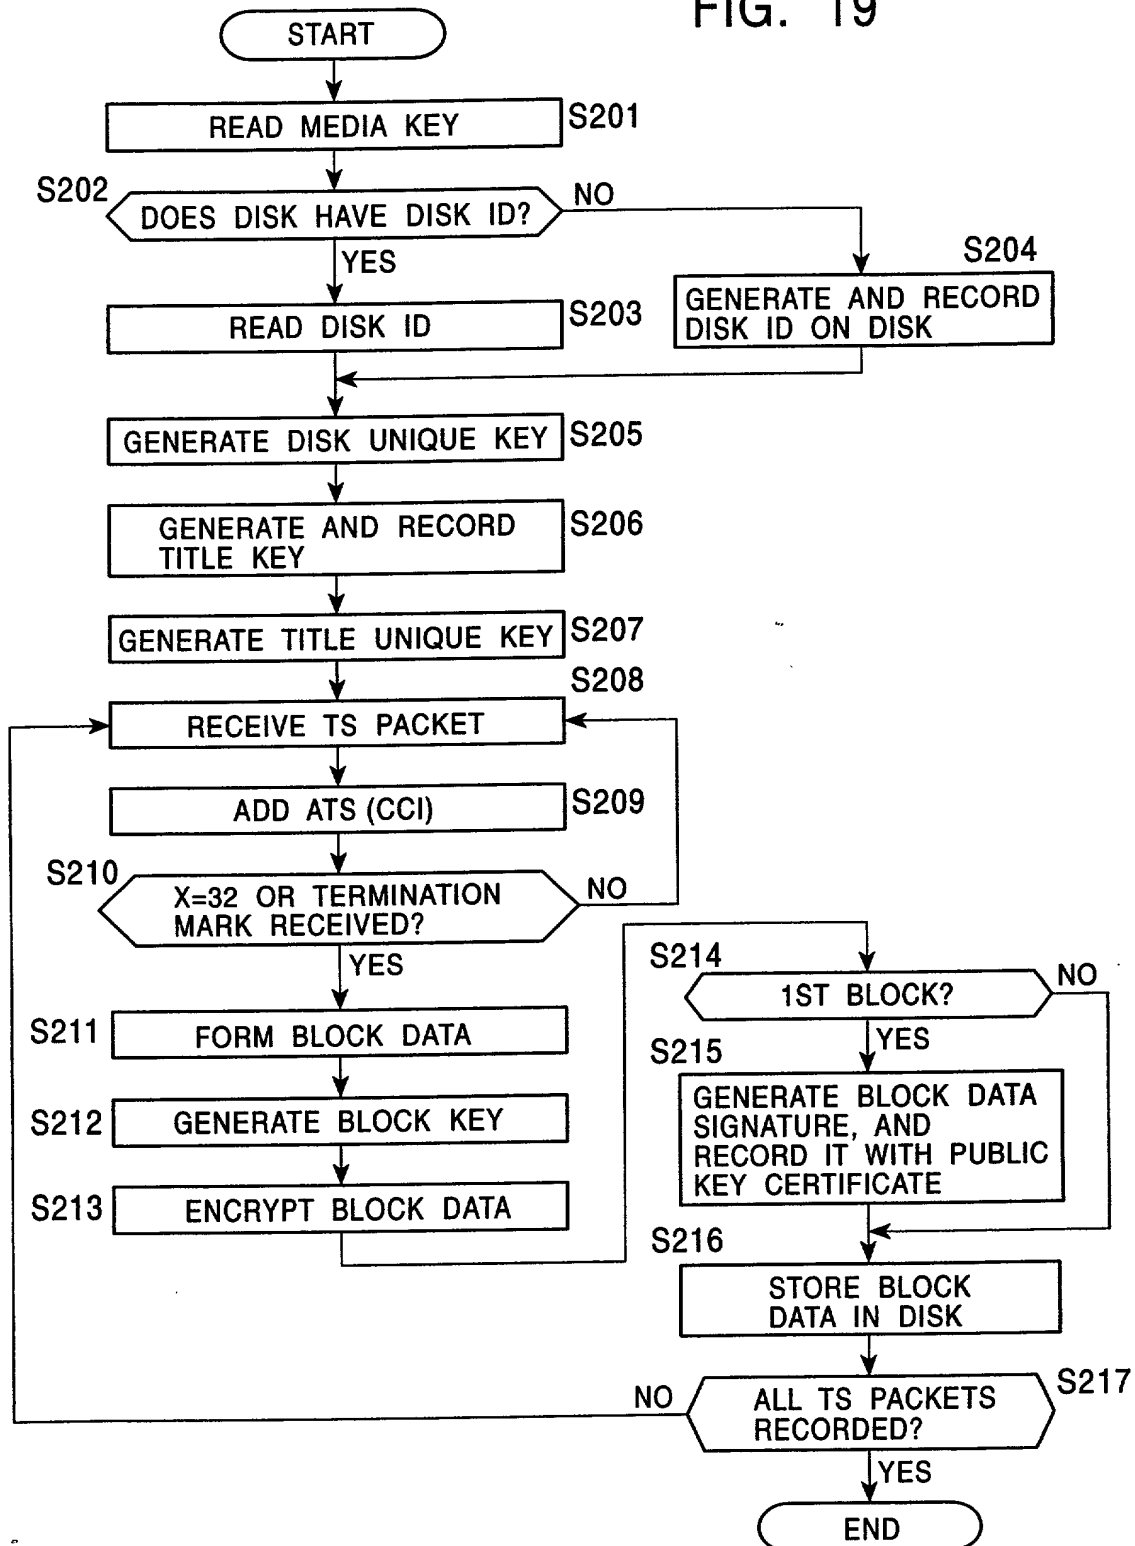 FIG. 19
START
READ MEDIA KEY
S201
S202
DOES DISK HAVE DISK ID?
NO
YES
S204
READ DISK ID
S203
GENERATE AND RECORD
DISK ID ON DISK
GENERATE DISK UNIQUE KEY
S205
GENERATE AND RECORD
TITLE KEY
S206
GENERATE TITLE UNIQUE KEY
S207
S208
RECEIVE TS PACKET
ADD ATS (CCI)
S209
S210
X=32 OR TERMINATION
MARK RECEIVED?
NO
YES
S211
FORM BLOCK DATA
S212
GENERATE BLOCK KEY
S213
ENCRYPT BLOCK DATA
S214
1ST BLOCK?
NO
YES
S215
GENERATE BLOCK DATA
SIGNATURE, AND
RECORD IT WITH PUBLIC
KEY CERTIFICATE
S216
STORE BLOCK
DATA IN DISK
S217
ALL TS PACKETS
RECORDED?
NO
YES
END